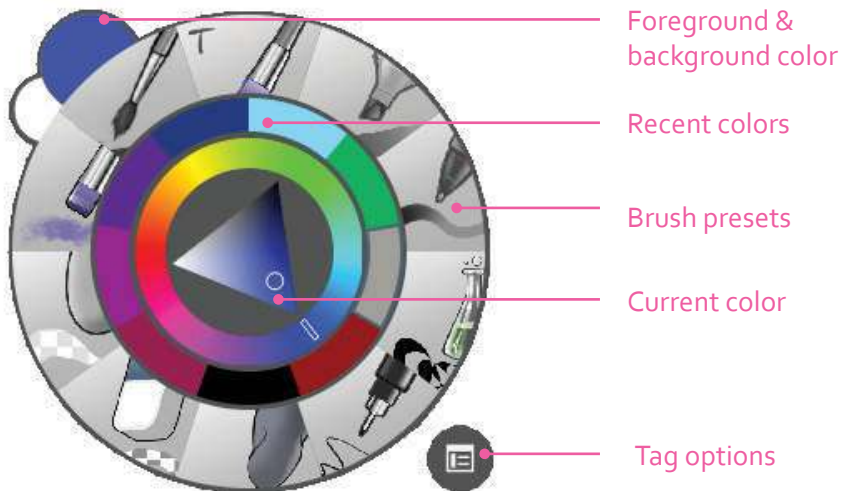 Foreground &
background color
T
Recent colors
Brush presets
Current color
Tag options